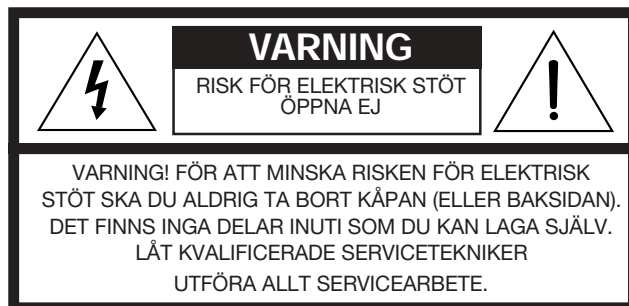 VARNING
RISK FÖR ELEKTRISK STÖT
ÖPPNA EJ
VARNING! FÖR ATT MINSKA RISKEN FÖR ELEKTRISK
STÖT SKA DU ALDRIG TA BORT KÅPAN (ELLER BAKSIDAN).
DET FINNS INGA DELAR INUTI SOM DU KAN LAGA SJÄLV.
LÅT KVALIFICERADE SERVICETEKNIKER
UTFÖRA ALLT SERVICEARBETE.